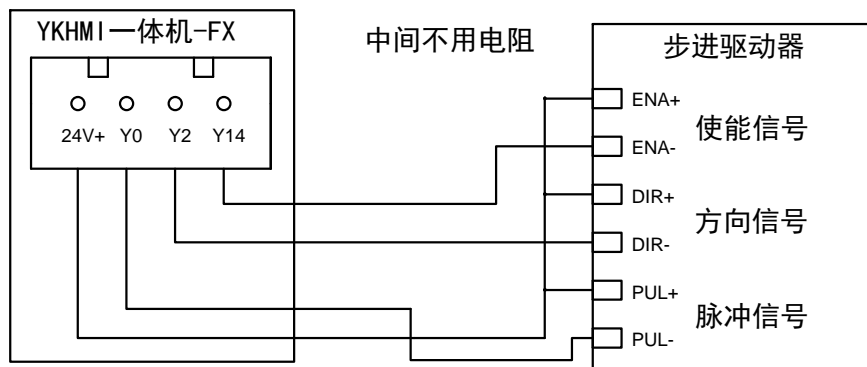 YKHMI一体机-FX
中间不用电阻
步进驱动器
24V+ Y0 Y2 Y14
ENA+
使能信号
ENA-
DIR+
方向信号
DIR-
PUL+
脉冲信号
PUL-